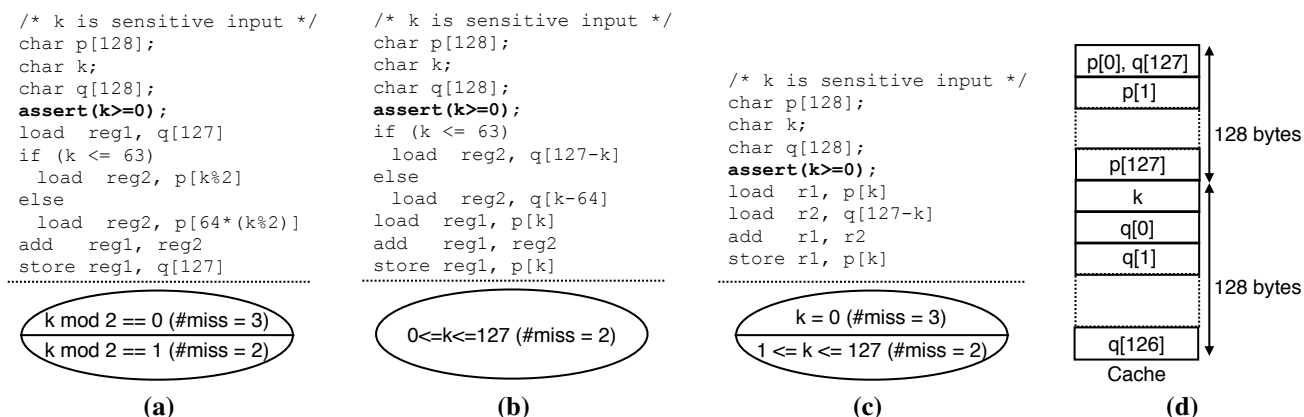 /* k is sensitive input */
char p[128];
char k;
char q[128];
assert(k>=0);
load reg1, q[127]
if (k <= 63)
load reg2, p[k%2]
else
load reg2, p[64*(k%2)]
add reg1, reg2
store reg1, q[127]
k mod 2 == 0 (#miss = 3)
k mod 2 == 1 (#miss = 2)
(a)
/* k is sensitive input */
char p[128];
char k;
char q[128];
assert(k>=0);
if (k <= 63)
load reg2, q[127-k]
else
load reg2, q[k-64]
load reg1, p[k]
add reg1, reg2
store reg1, p[k]
0<=k<=127 (#miss = 2)
(b)
/* k is sensitive input */
char p[128];
char k;
char q[128];
assert(k>=0);
load r1, p[k]
load r2, q[127-k]
add r1, r2
store r1, p[k]
k = 0 (#miss = 3)
1 <= k <= 127 (#miss = 2)
(c)
p[0], q[127]
p[1]
128 bytes
p[127]
k
q[0]
q[1]
128 bytes
q[126]
Cache
(d)